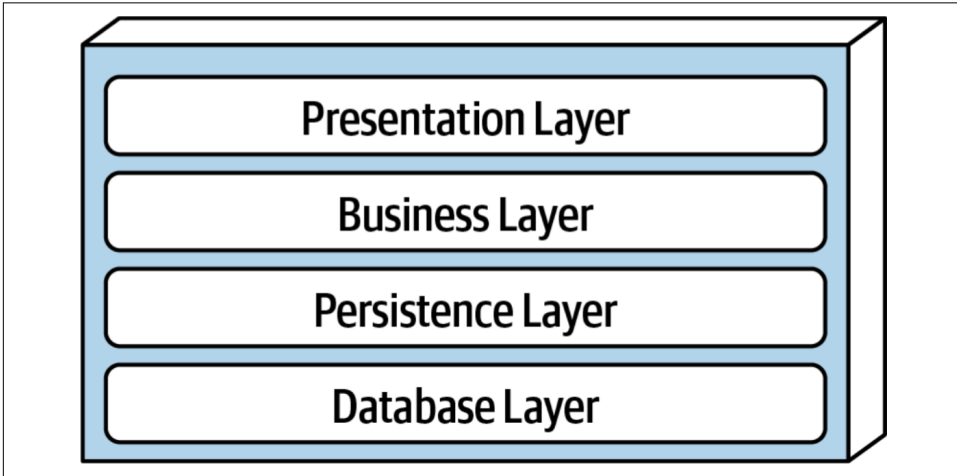 Presentation Layer
Business Layer
Persistence Layer
Database Layer